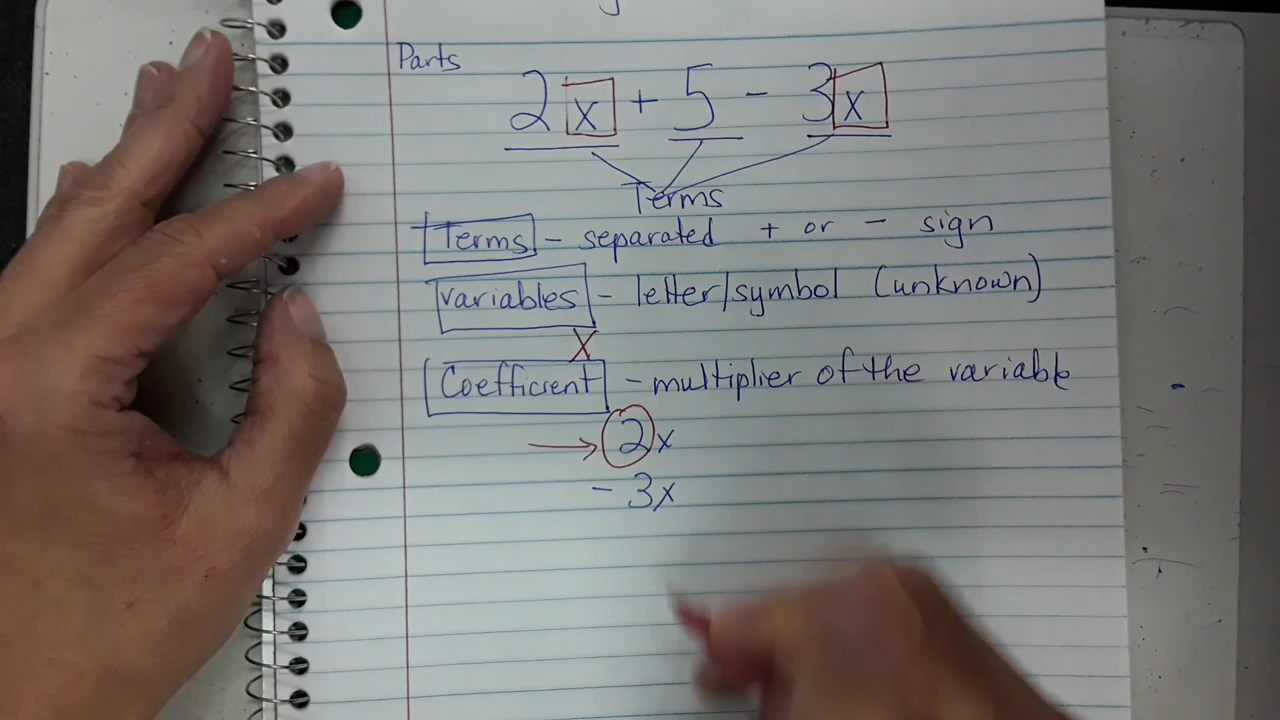 Parts
2x + 5 - 3x
Terms
Terms - separated + or - sign
variables - letter/symbol (unknown)
X
Coefficient - multiplier of the variable
→ 2x
- 3x